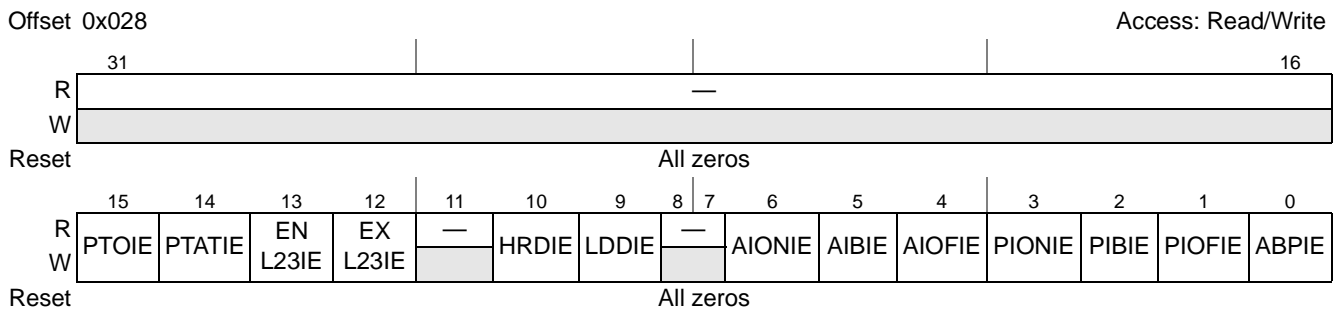 Offset 0x028 Access: Read/Write
31 16
R —
W
Reset All zeros
15 14 13 12 11 10 9 8 7 6 5 4 3 2 1 0
R PTOIE PTATIE EN EX — HRDIE LDDIE — AIONIE AIBIE AIOFIE PIONIE PIBIE PIOFIE ABPIE
W L23IE L23IE
Reset All zeros